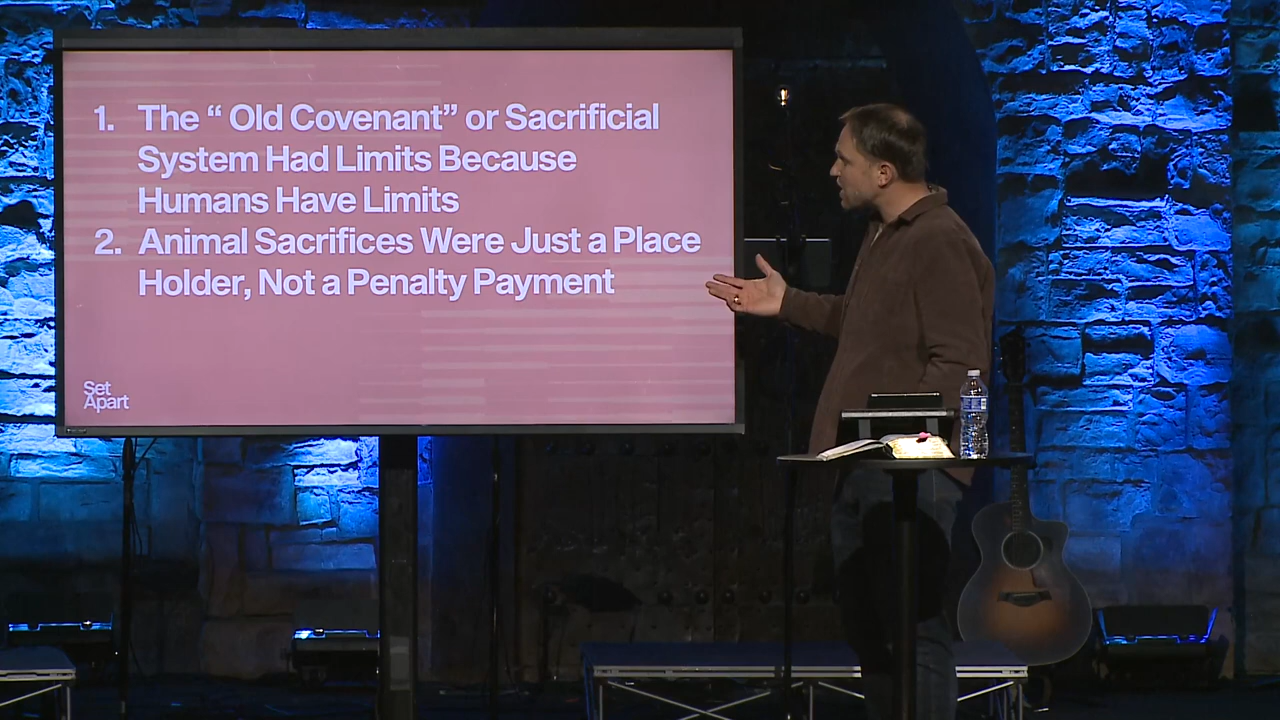 1. The “ Old Covenant” or Sacrificial
System Had Limits Because
Humans Have Limits
2. Animal Sacrifices Were Just a Place
Holder, Not a Penalty Payment
Set
Apart